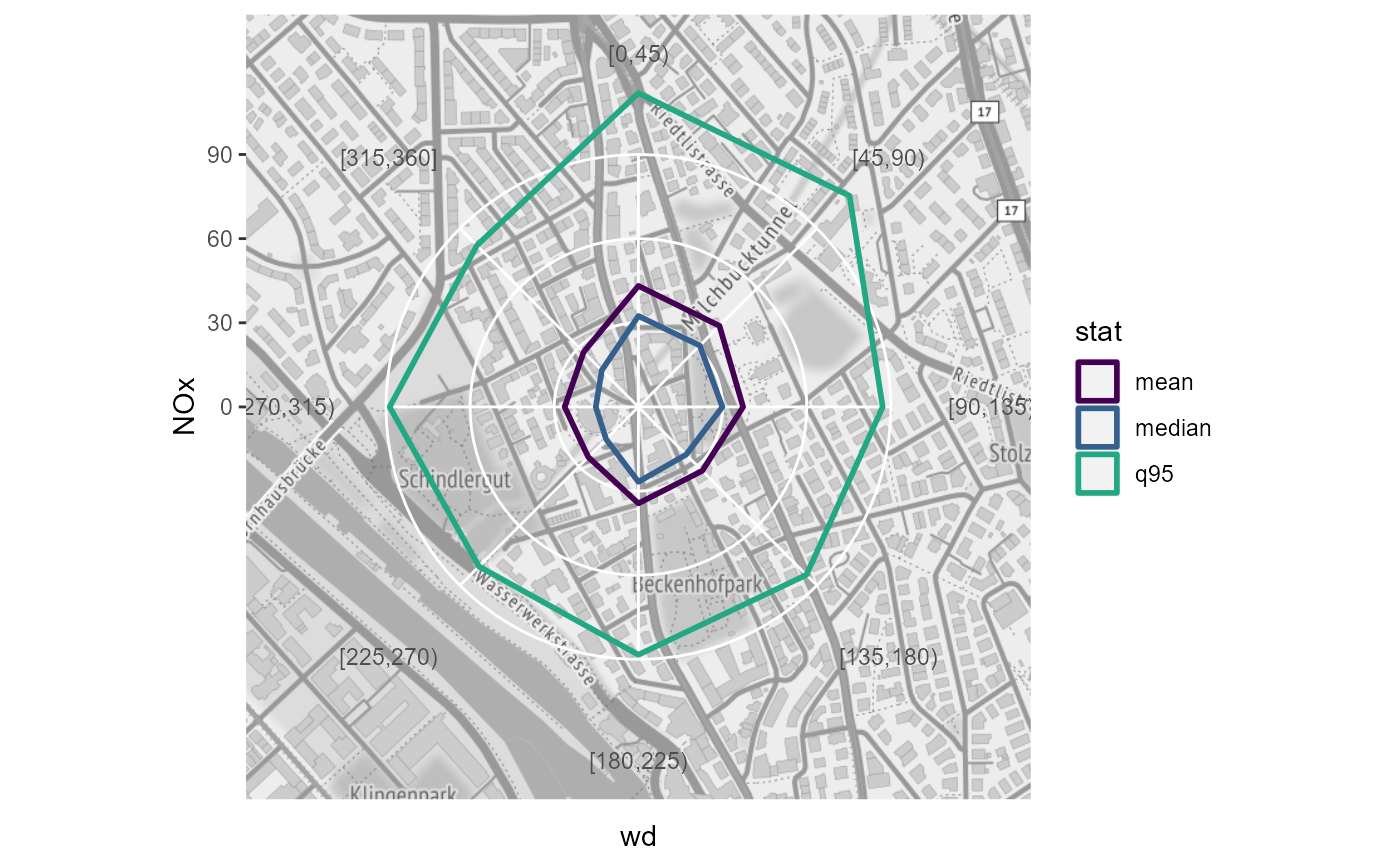 [0,45)
17
Riedtlistrasse
90
[315,360]
[45,90)
17
60
Milchbucktunnel
30
stat
mean
median
q95
NOx
0
270,315)
[90,135)
Riedtlist
Stolz
Schindlergut
rnhausbrücke
Beckenhofpark
Wasserwerkstrasse
[225,270)
[135,180)
[180,225)
Klingenpark
wd